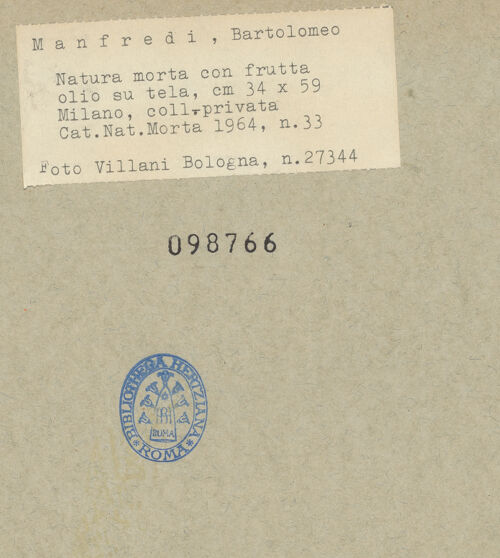 Manfredi, Bartolomeo
Natura morta con frutta
olio su tela, cm 34 x 59
Milano, coll.privata
Cat.Nat.Morta 1964, n.33
Foto Villani Bologna, n.27344
098766
*BIBLIOTHECA HERTZIANA*
ROMA
ROMA